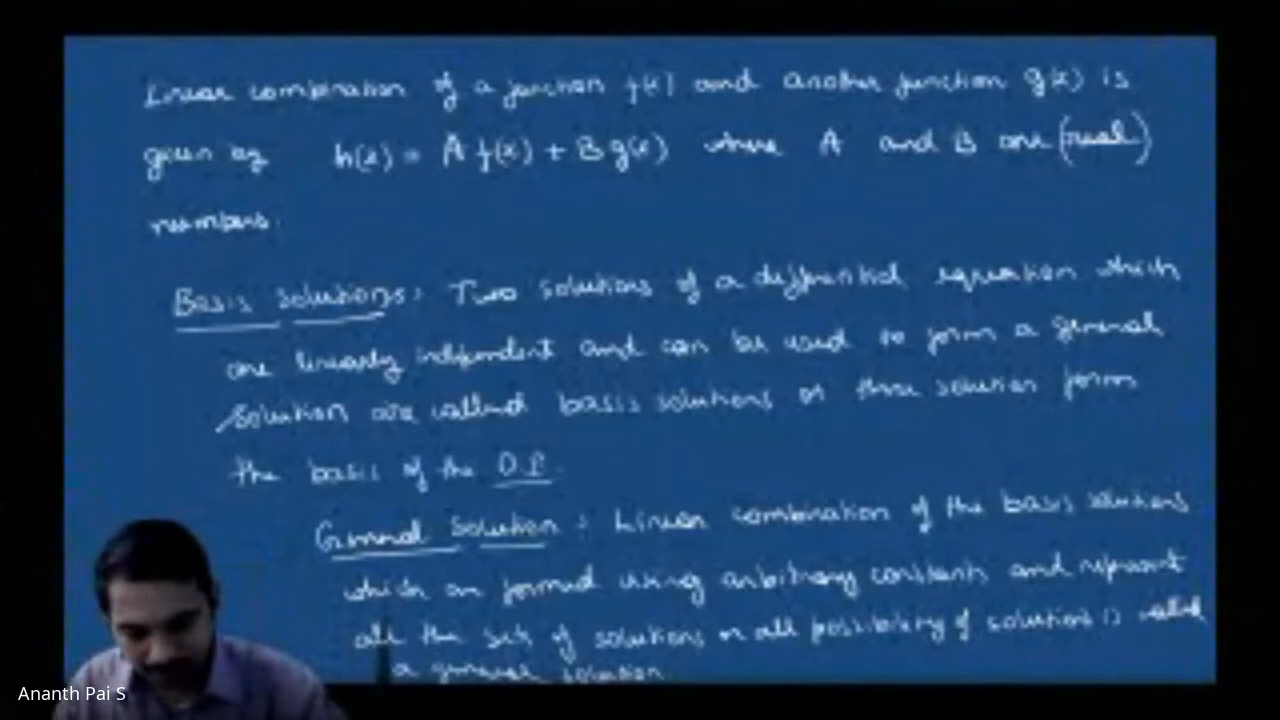 Linear combination of a function f(x) and another function g(x) is
given by h(x) = A f(x) + B g(x) where A and B are (real)
numbers.
Basis solutions: Two solutions of a differential equation which
are linearly independent and can be used to form a general
solution are called basis solutions or these solution forms
the basis of the D.E.
General solution: Linear combination of the basis solutions
which are formed using arbitrary constants and represent
all the sets of solutions or all possibility of solutions is called
a general solution.
Ananth Pai S